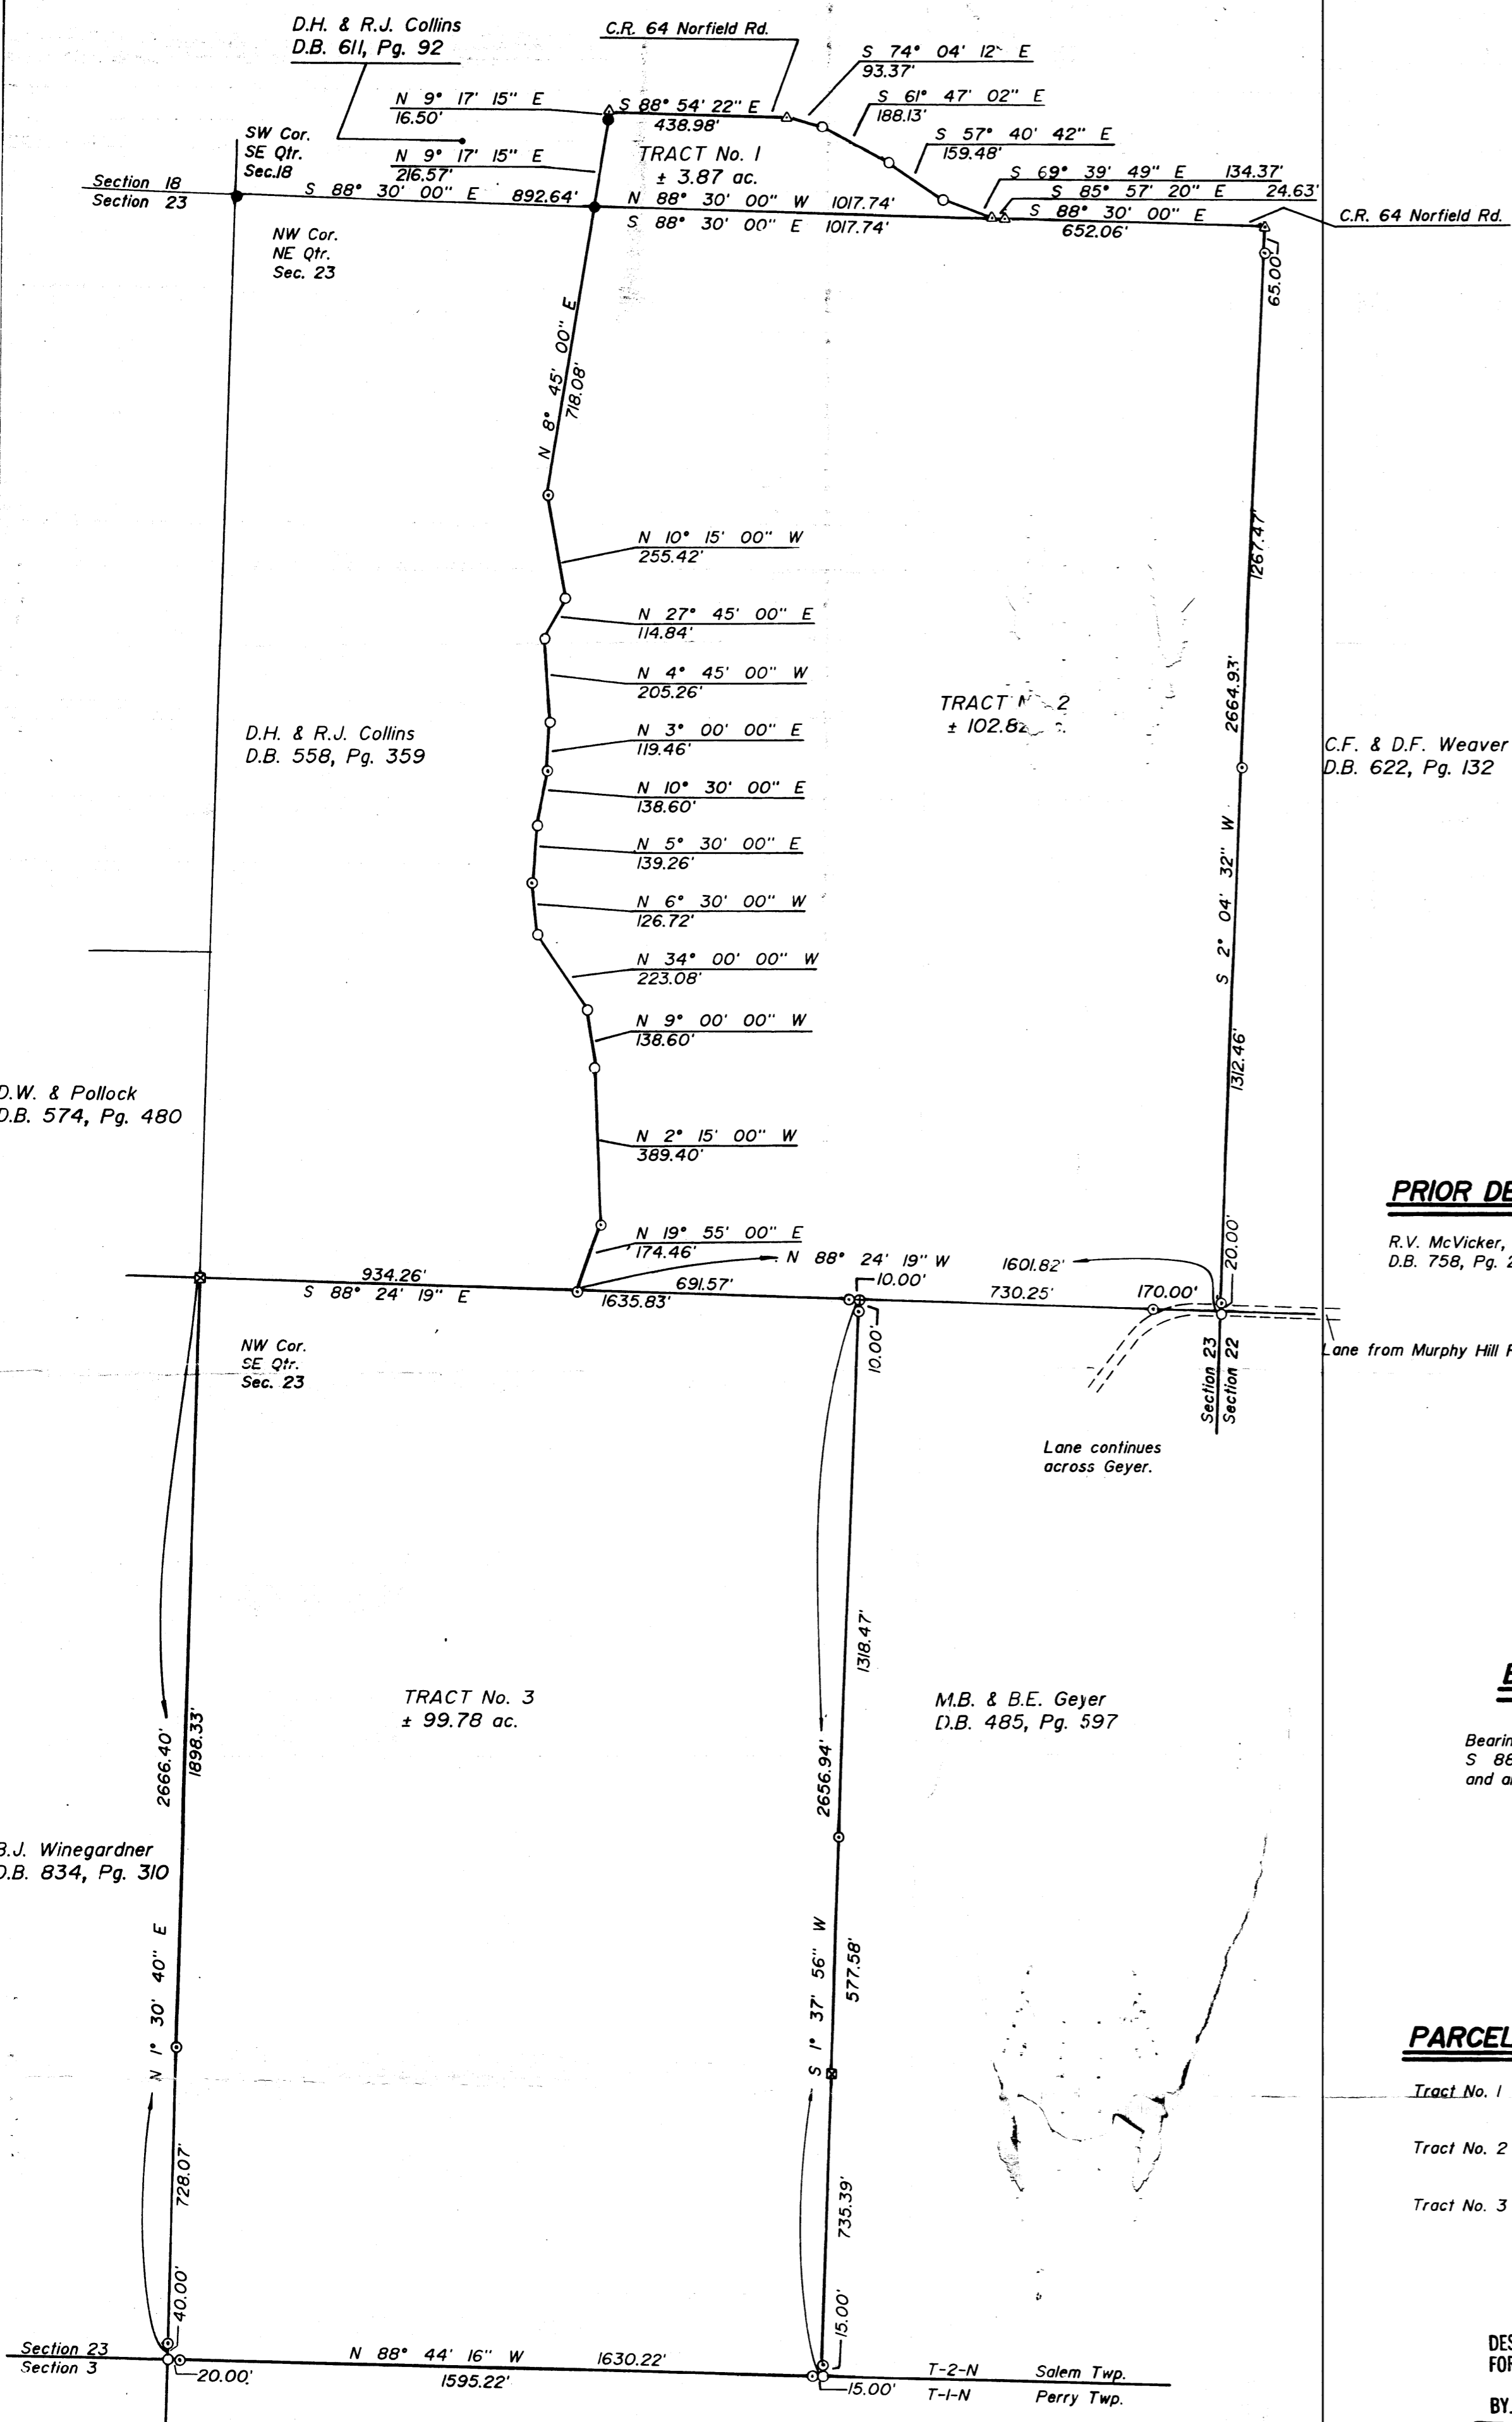 D.H. & R.J. Collins
D.B. 611, Pg. 92
C.R. 64 Norfield Rd.
S 74° 04' 12" E
93.37'
N 9° 17' 15" E
16.50'
S 88° 54' 22" E
438.98'
S 61° 47' 02" E
188.13'
SW Cor.
SE Qtr.
Sec.18
N 9° 17' 15" E
216.57'
TRACT No. 1
± 3.87 ac.
S 57° 40' 42" E
159.48'
S 69° 39' 49" E 134.37'
S 85° 57' 20" E 24.63'
Section 18
Section 23
S 88° 30' 00" E 892.64'
N 88° 30' 00" W 1017.74'
S 88° 30' 00" E 1017.74'
S 88° 30' 00" E
652.06'
C.R. 64 Norfield Rd.
NW Cor.
NE Qtr.
Sec. 23
65.00'
N 8° 45' 00" E
718.08'
1267.47'
N 10° 15' 00" W
255.42'
N 27° 45' 00" E
114.84'
N 4° 45' 00" W
205.26'
2664.93'
TRACT No. 2
± 102.82
D.H. & R.J. Collins
D.B. 558, Pg. 359
N 3° 00' 00" E
119.46'
C.F. & D.F. Weaver
D.B. 622, Pg. 132
N 10° 30' 00" E
138.60'
N 5° 30' 00" E
139.26'
S 2° 04' 32" W
N 6° 30' 00" W
126.72'
N 34° 00' 00" W
223.08'
N 9° 00' 00" W
138.60'
1312.46'
D.W. & Pollock
D.B. 574, Pg. 480
N 2° 15' 00" W
389.40'
PRIOR DE
N 19° 55' 00" E
174.46'
20.00'
R.V. McVicker,
D.B. 758, Pg. 2
N 88° 24' 19" W
1601.82'
934.26'
S 88° 24' 19" E
691.57'
1635.83'
10.00'
730.25'
170.00'
10.00'
NW Cor.
SE Qtr.
Sec. 23
Lane from Murphy Hill R
Section 23
Section 22
Lane continues
across Geyer.
1318.47'
TRACT No. 3
± 99.78 ac.
M.B. & B.E. Geyer
D.B. 485, Pg. 597
2666.40'
1898.33'
2656.94'
Bearin
S 88
and a
B.J. Winegardner
D.B. 834, Pg. 310
N 1° 30' 40" E
S 1° 37' 56" W
577.58'
PARCEL
Tract No. 1
Tract No. 2
Tract No. 3
728.07'
735.39'
40.00'
15.00'
Section 23
Section 3
20.00'
N 88° 44' 16" W 1630.22'
1595.22'
15.00'
T-2-N Salem Twp.
T-1-N Perry Twp.
DES
FOR
BY